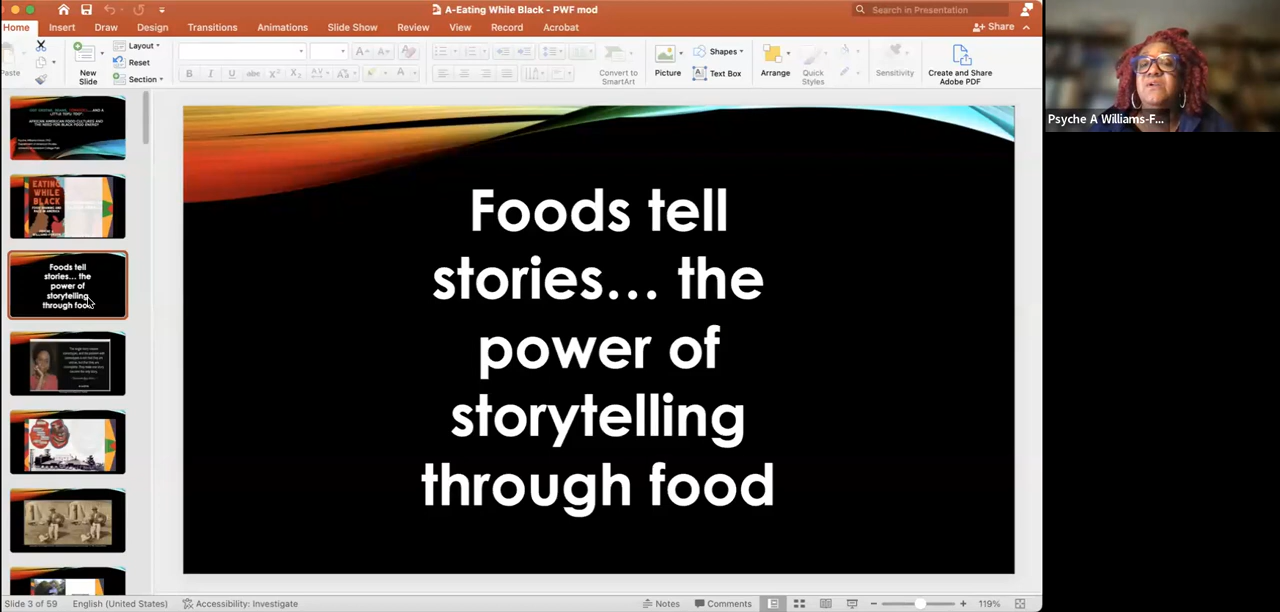 A-Eating While Black - PWF mod
Search in Presentation
Home Insert Draw Design Transitions Animations Slide Show Review View Record Acrobat
Share
Paste
New Slide
Layout
Reset
Section
Convert to SmartArt
Picture
Shapes
Text Box
Arrange
Quick Styles
Sensitivity
Create and Share Adobe PDF
EATING
WHILE
BLACK
Foods tell
stories... the
power of
storytelling
through food
Foods tell
stories... the
power of
storytelling
through food
Psyche A Williams-F...
Slide 3 of 59
English (United States)
Accessibility: Investigate
Notes
Comments
119%